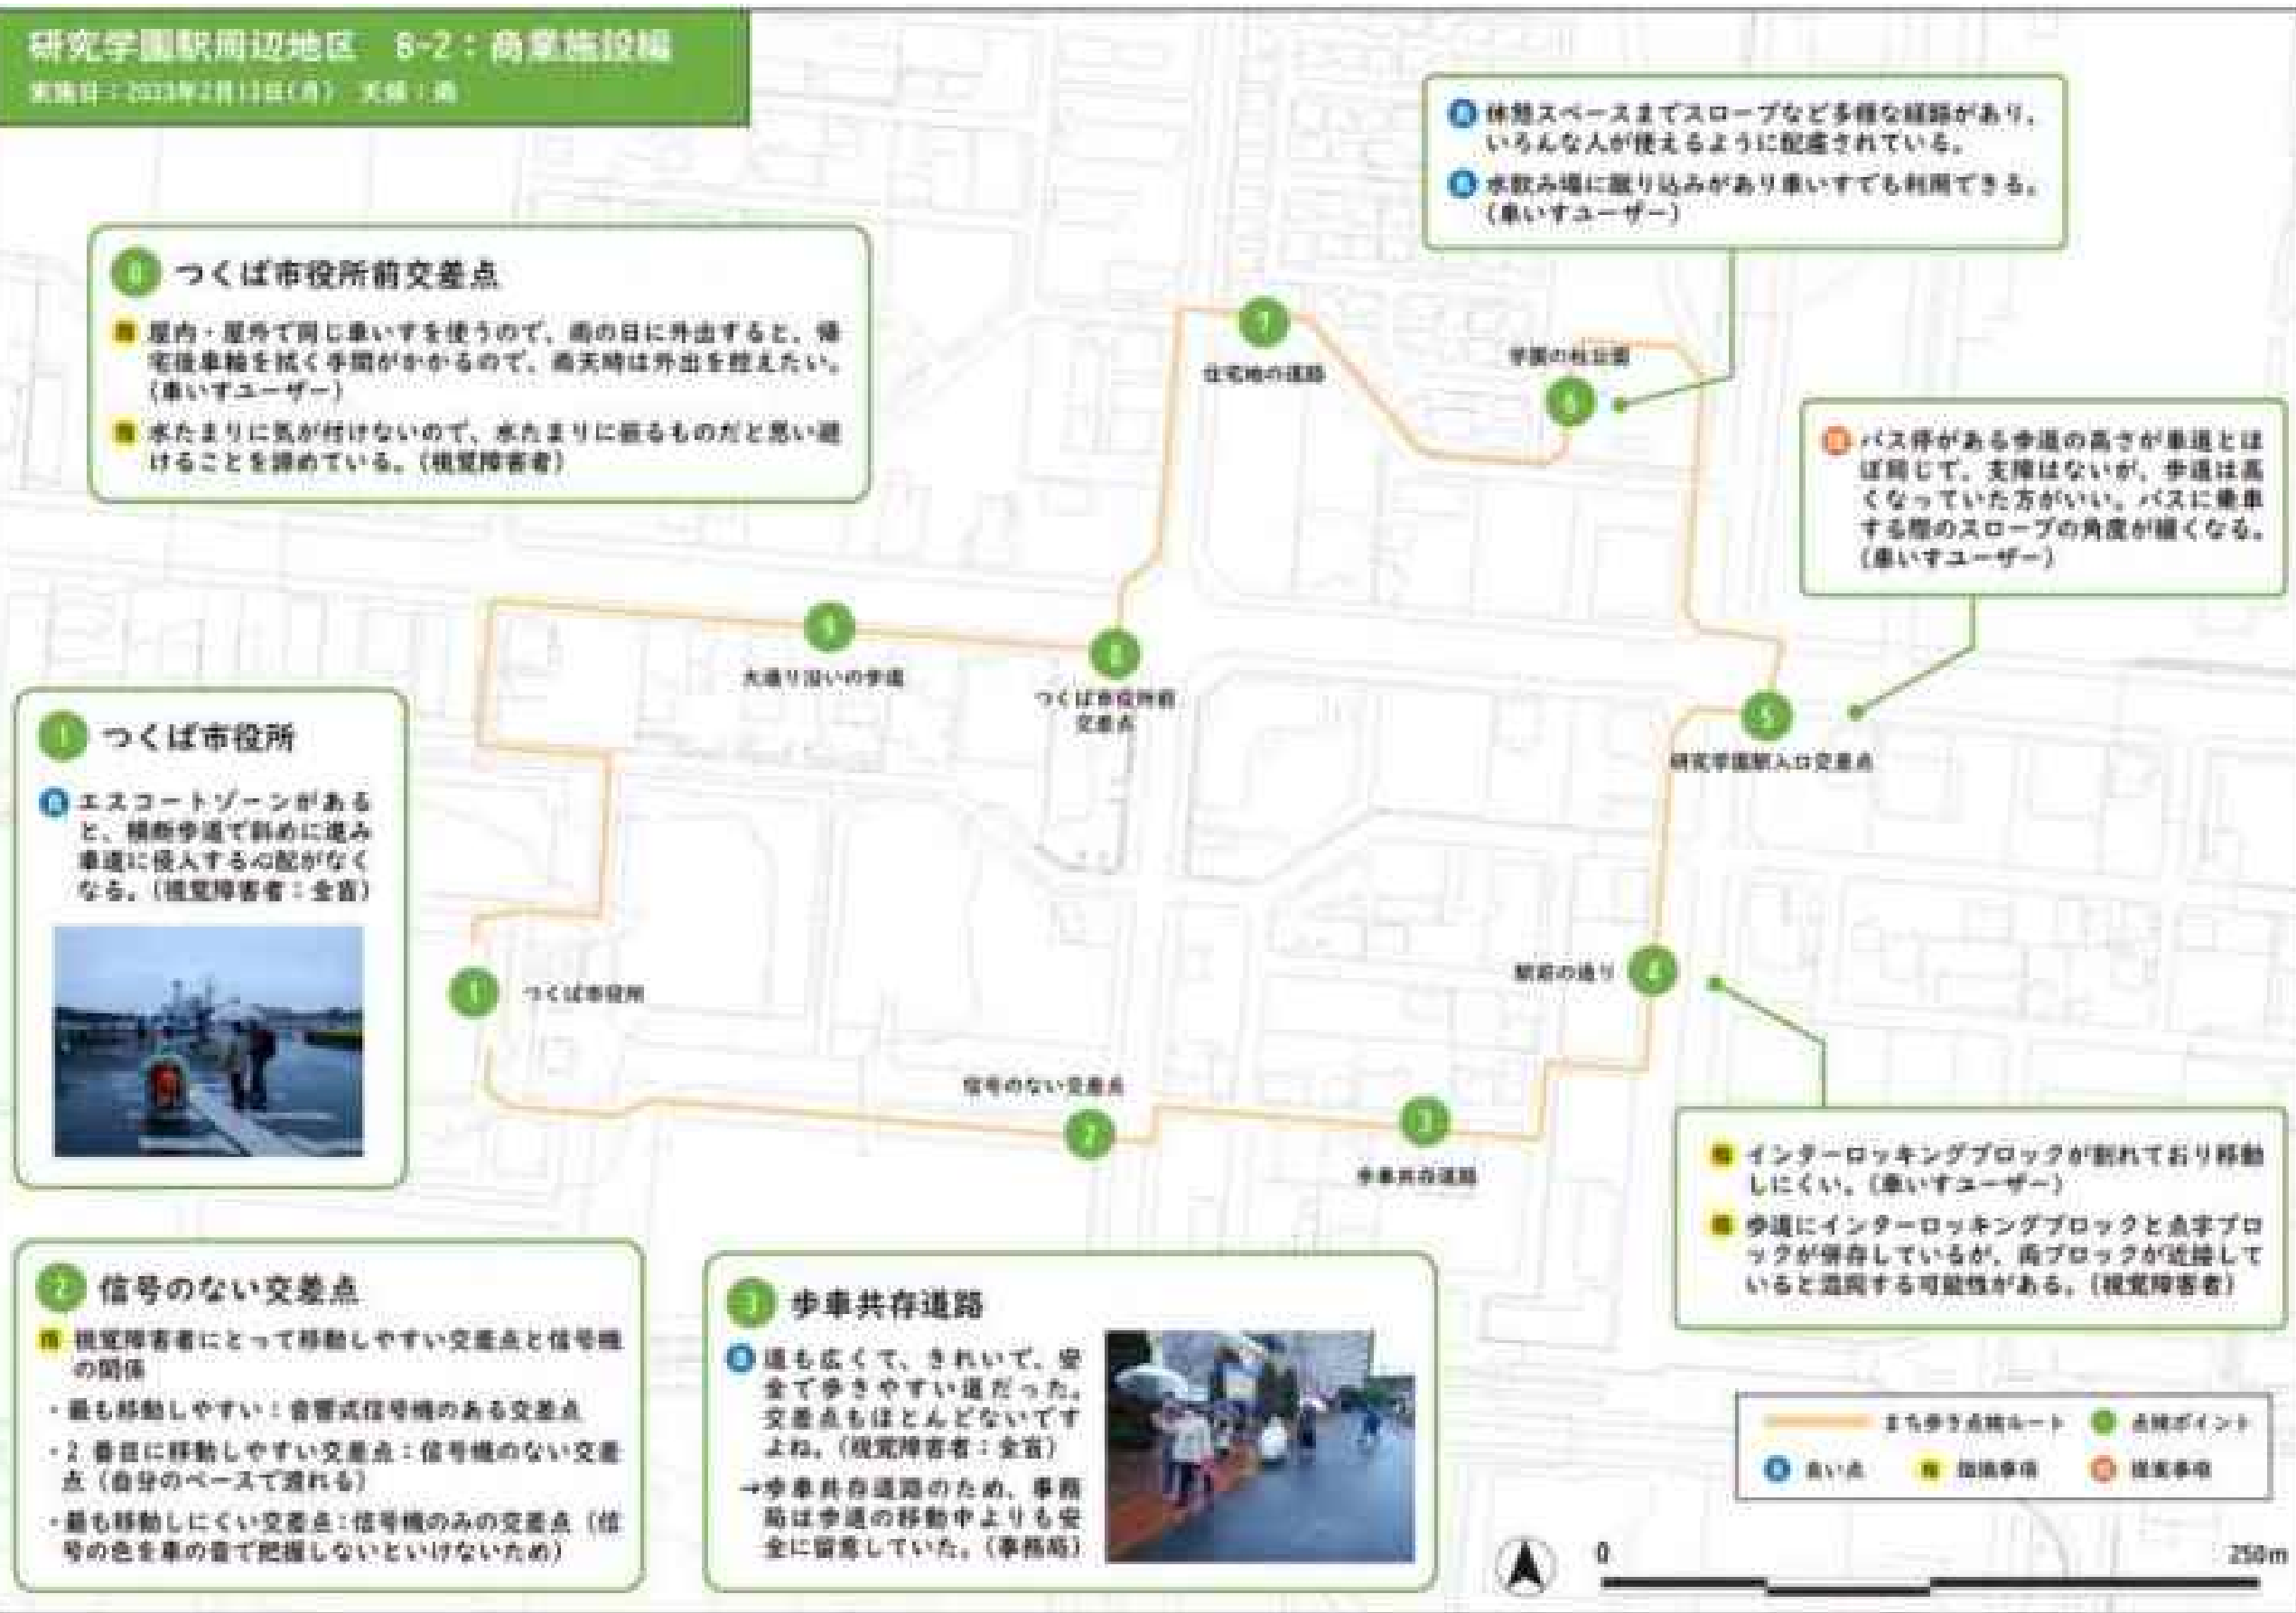 研究学園駅周辺地区 B-2：商業施設編
実施日：2023年2月13日(月) 天候：雨
良 休憩スペースまでスロープなど多様な経路があり、
いろんな人が使えるように配慮されている。
良 水飲み場に蹴り込みがあり車いすでも利用できる。
（車いすユーザー）
8 つくば市役所前交差点
指 屋内・屋外で同じ車いすを使うので、雨の日に外出すると、帰
宅後車輪を拭く手間がかかるので、雨天時は外出を控えたい。
（車いすユーザー）
指 水たまりに気が付けないので、水たまりに嵌るものだと思い避
けることを諦めている。（視覚障害者）
7
住宅地の道路
学園の杜公園
6
提 バス停がある歩道の高さが車道とほ
ぼ同じで、支障はないが、歩道は高
くなっていた方がいい。バスに乗車
する際のスロープの角度が緩くなる。
（車いすユーザー）
9
大通り沿いの歩道
8
つくば市役所前
交差点
5
研究学園駅入口交差点
1 つくば市役所
良 エスコートゾーンがある
と、横断歩道で斜めに進み
車道に侵入する心配がなく
なる。（視覚障害者：全盲）
1 つくば市役所
駅前の通り 4
信号のない交差点
2
3
歩車共存道路
指 インターロッキングブロックが割れており移動
しにくい。（車いすユーザー）
指 歩道にインターロッキングブロックと点字ブロ
ックが併存しているが、両ブロックが近接して
いると混同する可能性がある。（視覚障害者）
2 信号のない交差点
指 視覚障害者にとって移動しやすい交差点と信号機
の関係
・最も移動しやすい：音響式信号機のある交差点
・2 番目に移動しやすい交差点：信号機のない交差
点（自分のペースで渡れる）
・最も移動しにくい交差点：信号機のみの交差点（信
号の色を車の音で把握しないといけないため）
3 歩車共存道路
良 道も広くて、きれいで、安
全で歩きやすい道だった。
交差点もほとんどないです
よね。（視覚障害者：全盲）
→歩車共存道路のため、事務
局は歩道の移動中よりも安
全に留意していた。（事務局）
まち歩き点検ルート 点検ポイント
良 良い点 指 指摘事項 提 提案事項
0 250m